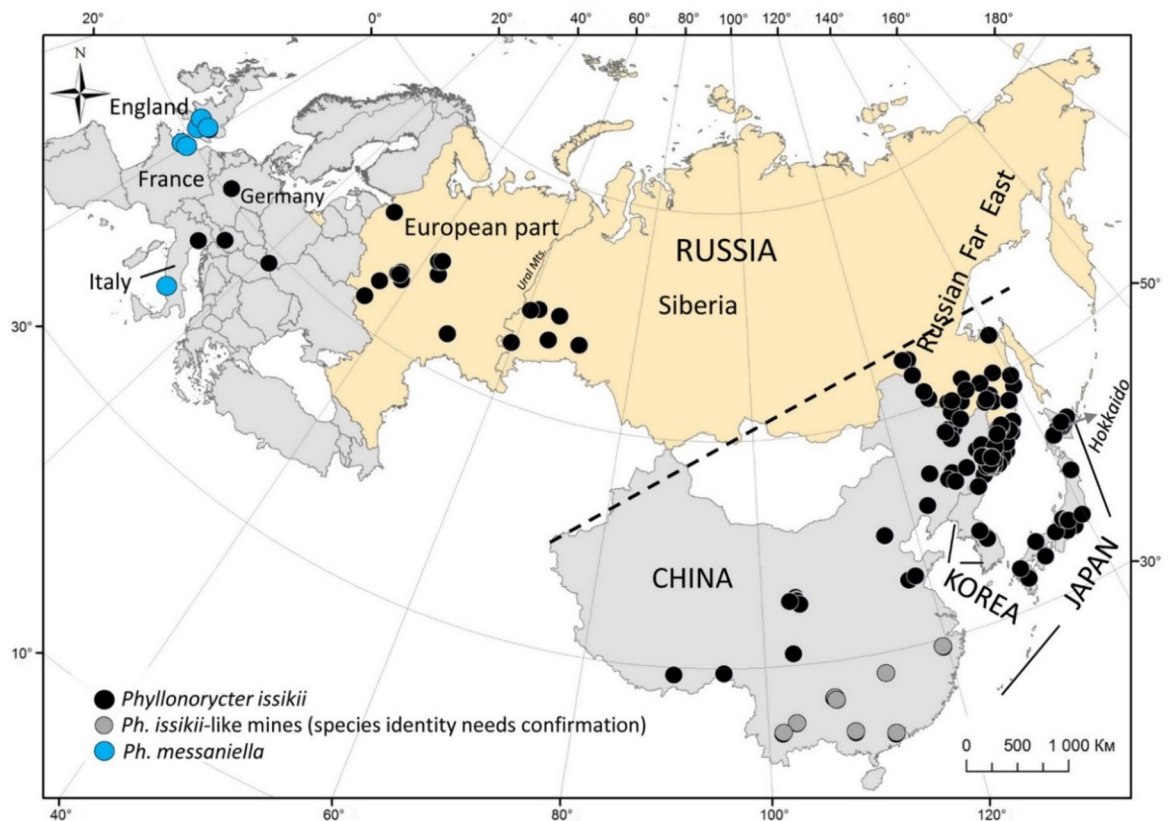 20° 0° 20° 40° 60° 80° 100° 120° 140° 160° 180°
N
England
France
Germany
European part
Italy
Ural Mts.
RUSSIA
Siberia
Russian Far East
50°
30°
Hokkaido
CHINA
KOREA
JAPAN
30°
10°
Phyllonorycter issikii
Ph. issikii-like mines (species identity needs confirmation)
Ph. messaniella
0 500 1 000 Км
40° 60° 80° 100° 120°